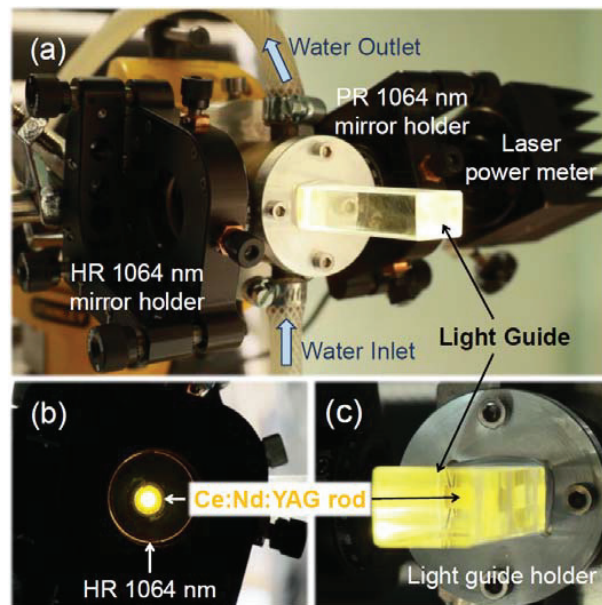 (a)
Water Outlet
PR 1064 nm
mirror holder
Laser
power meter
HR 1064 nm
mirror holder
Water Inlet
Light Guide
(b)
(c)
Ce:Nd:YAG rod
HR 1064 nm
Light guide holder